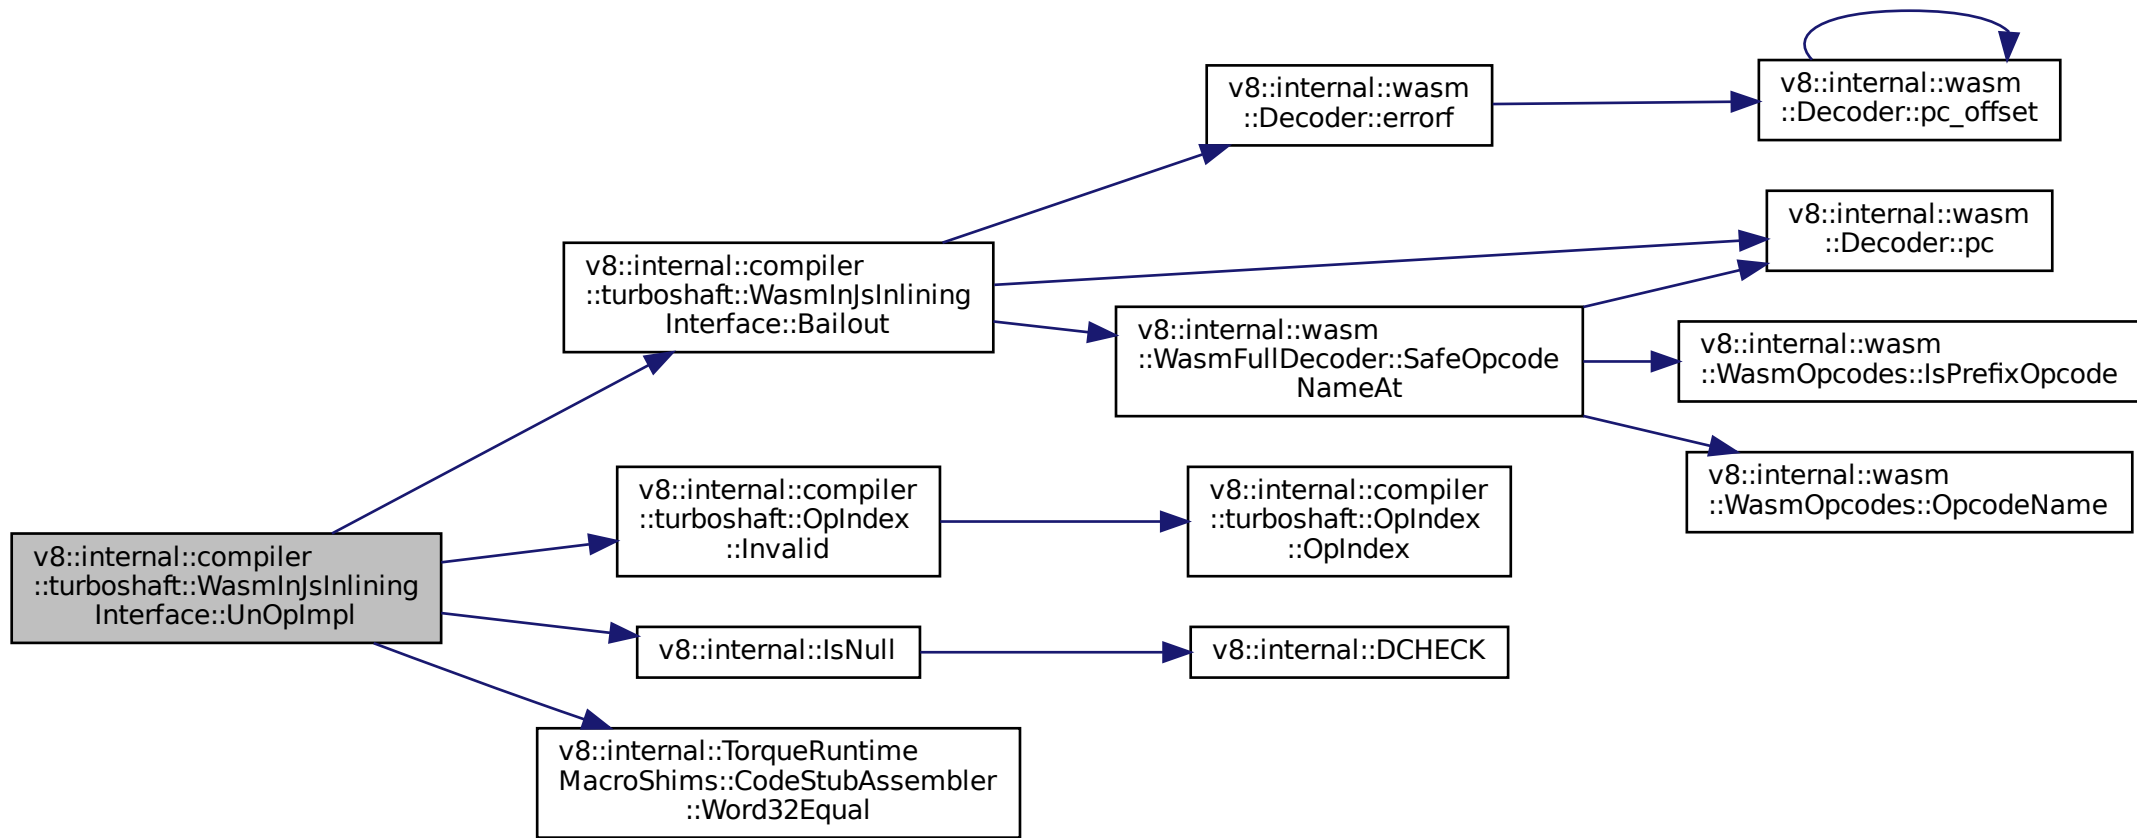 v8::internal::wasm
::Decoder::errorf
v8::internal::wasm
::Decoder::pc_offset
v8::internal::wasm
::Decoder::pc
v8::internal::compiler
::turboshaft::WasmInJsInlining
Interface::Bailout
v8::internal::wasm
::WasmFullDecoder::SafeOpcode
NameAt
v8::internal::wasm
::WasmOpcodes::IsPrefixOpcode
v8::internal::wasm
::WasmOpcodes::OpcodeName
v8::internal::compiler
::turboshaft::OpIndex
::Invalid
v8::internal::compiler
::turboshaft::OpIndex
::OpIndex
v8::internal::compiler
::turboshaft::WasmInJsInlining
Interface::UnOpImpl
v8::internal::IsNull
v8::internal::DCHECK
v8::internal::TorqueRuntime
MacroShims::CodeStubAssembler
::Word32Equal